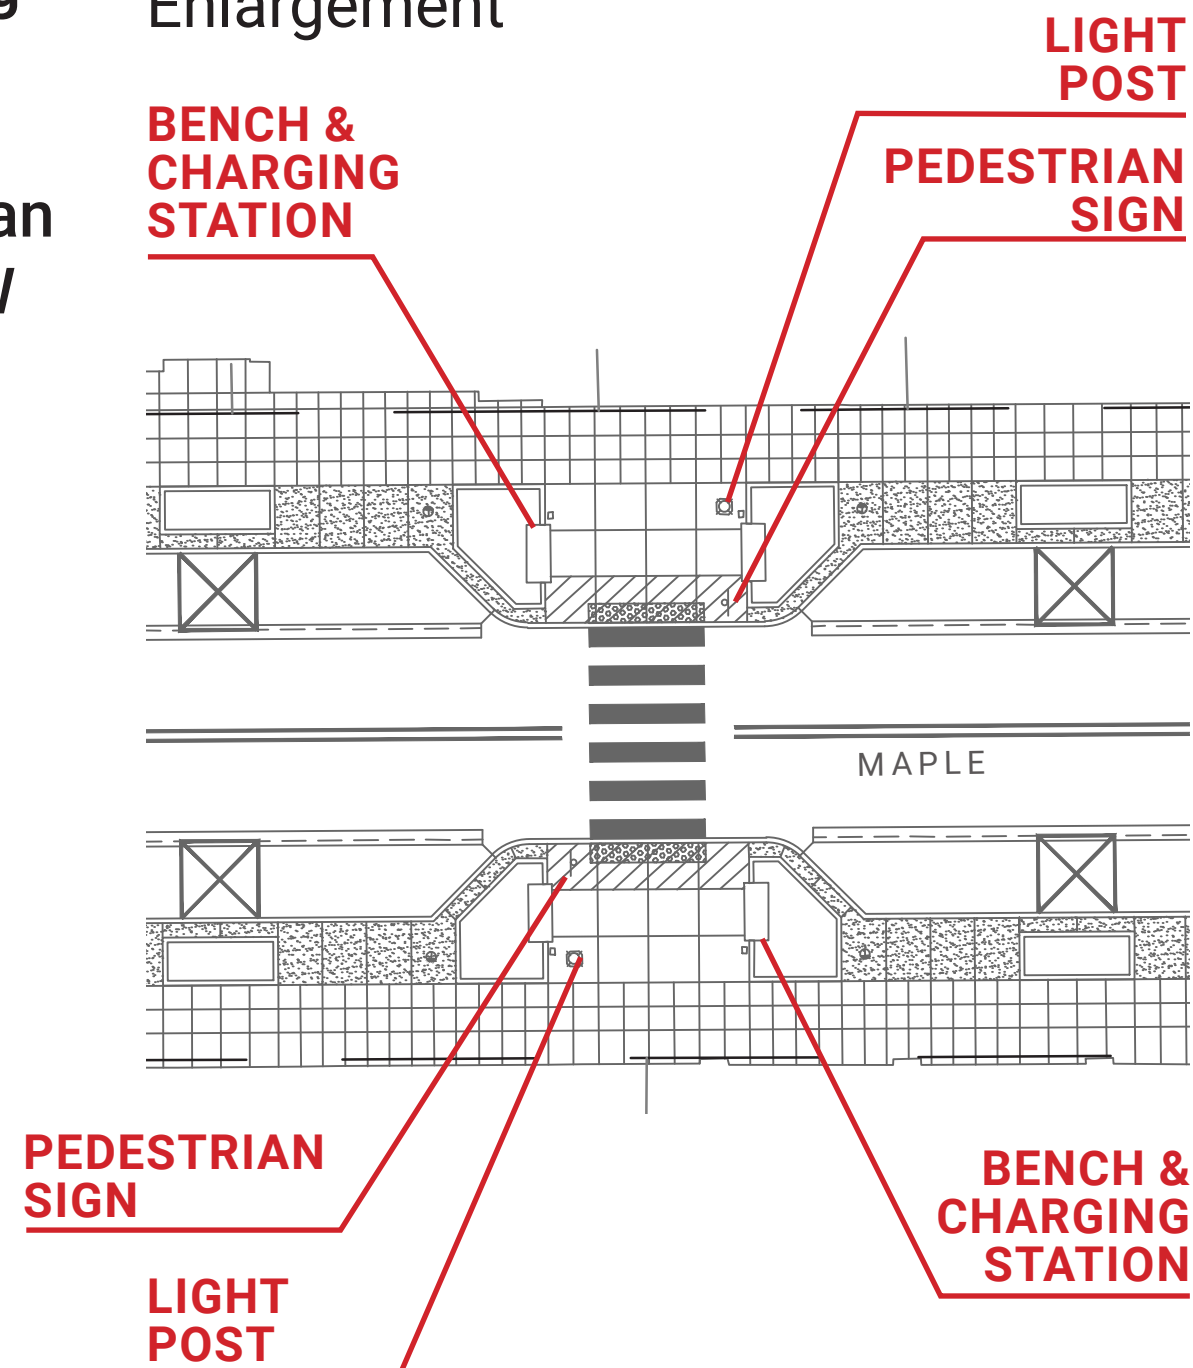 Enlargement
LIGHT
POST
BENCH &
CHARGING
STATION
PEDESTRIAN
SIGN
an
MAPLE
PEDESTRIAN
SIGN
BENCH &
CHARGING
STATION
LIGHT
POST